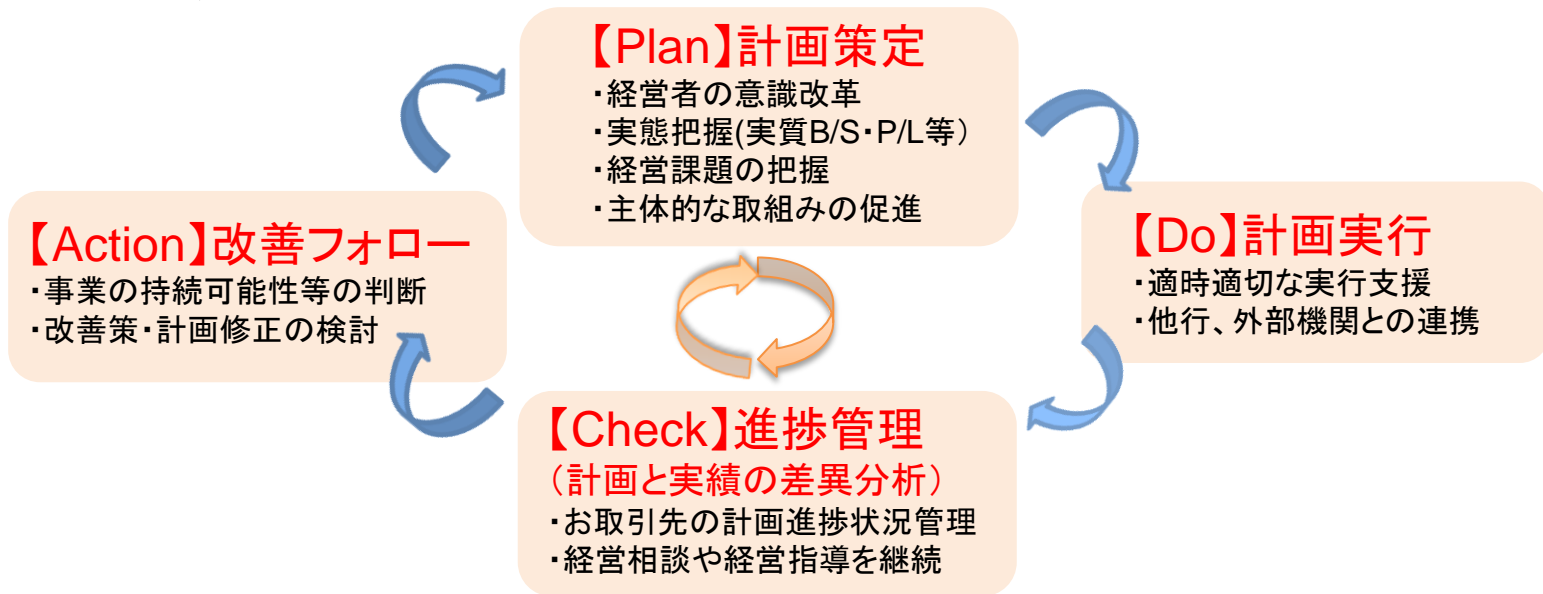 【Plan】計画策定
・経営者の意識改革
・実態把握(実質B/S・P/L等）
・経営課題の把握
・主体的な取組みの促進
【Do】計画実行
・適時適切な実行支援
・他行、外部機関との連携
【Check】進捗管理
（計画と実績の差異分析）
・お取引先の計画進捗状況管理
・経営相談や経営指導を継続
【Action】改善フォロー
・事業の持続可能性等の判断
・改善策・計画修正の検討